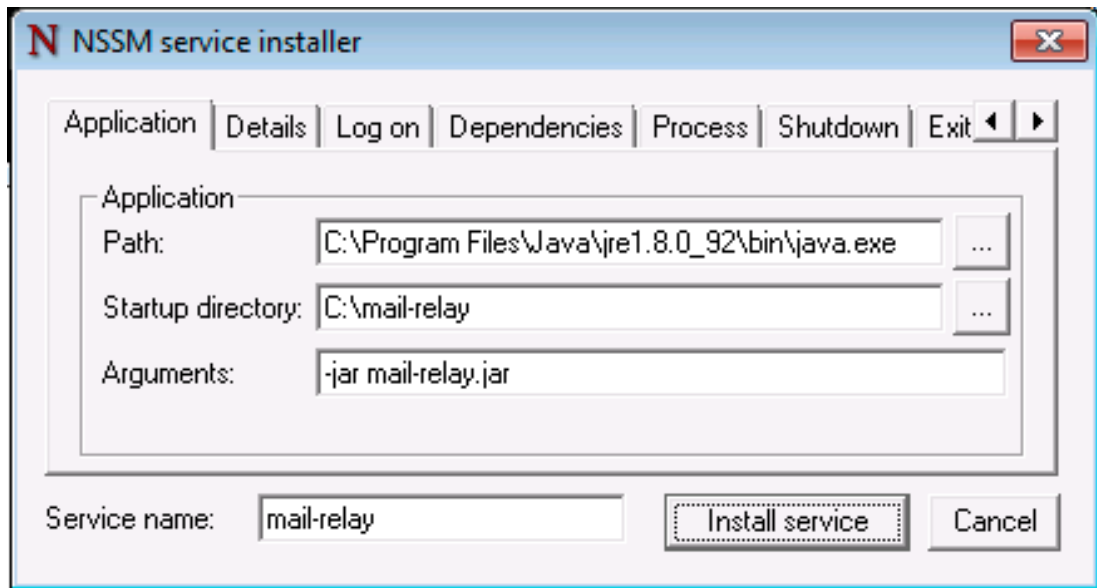 N NSSM service installer
Application Details Log on Dependencies Process Shutdown Exit
Application
Path: C:\Program Files\Java\jre1.8.0_92\bin\java.exe ...
Startup directory: C:\mail-relay ...
Arguments: -jar mail-relay.jar
Service name: mail-relay Install service Cancel